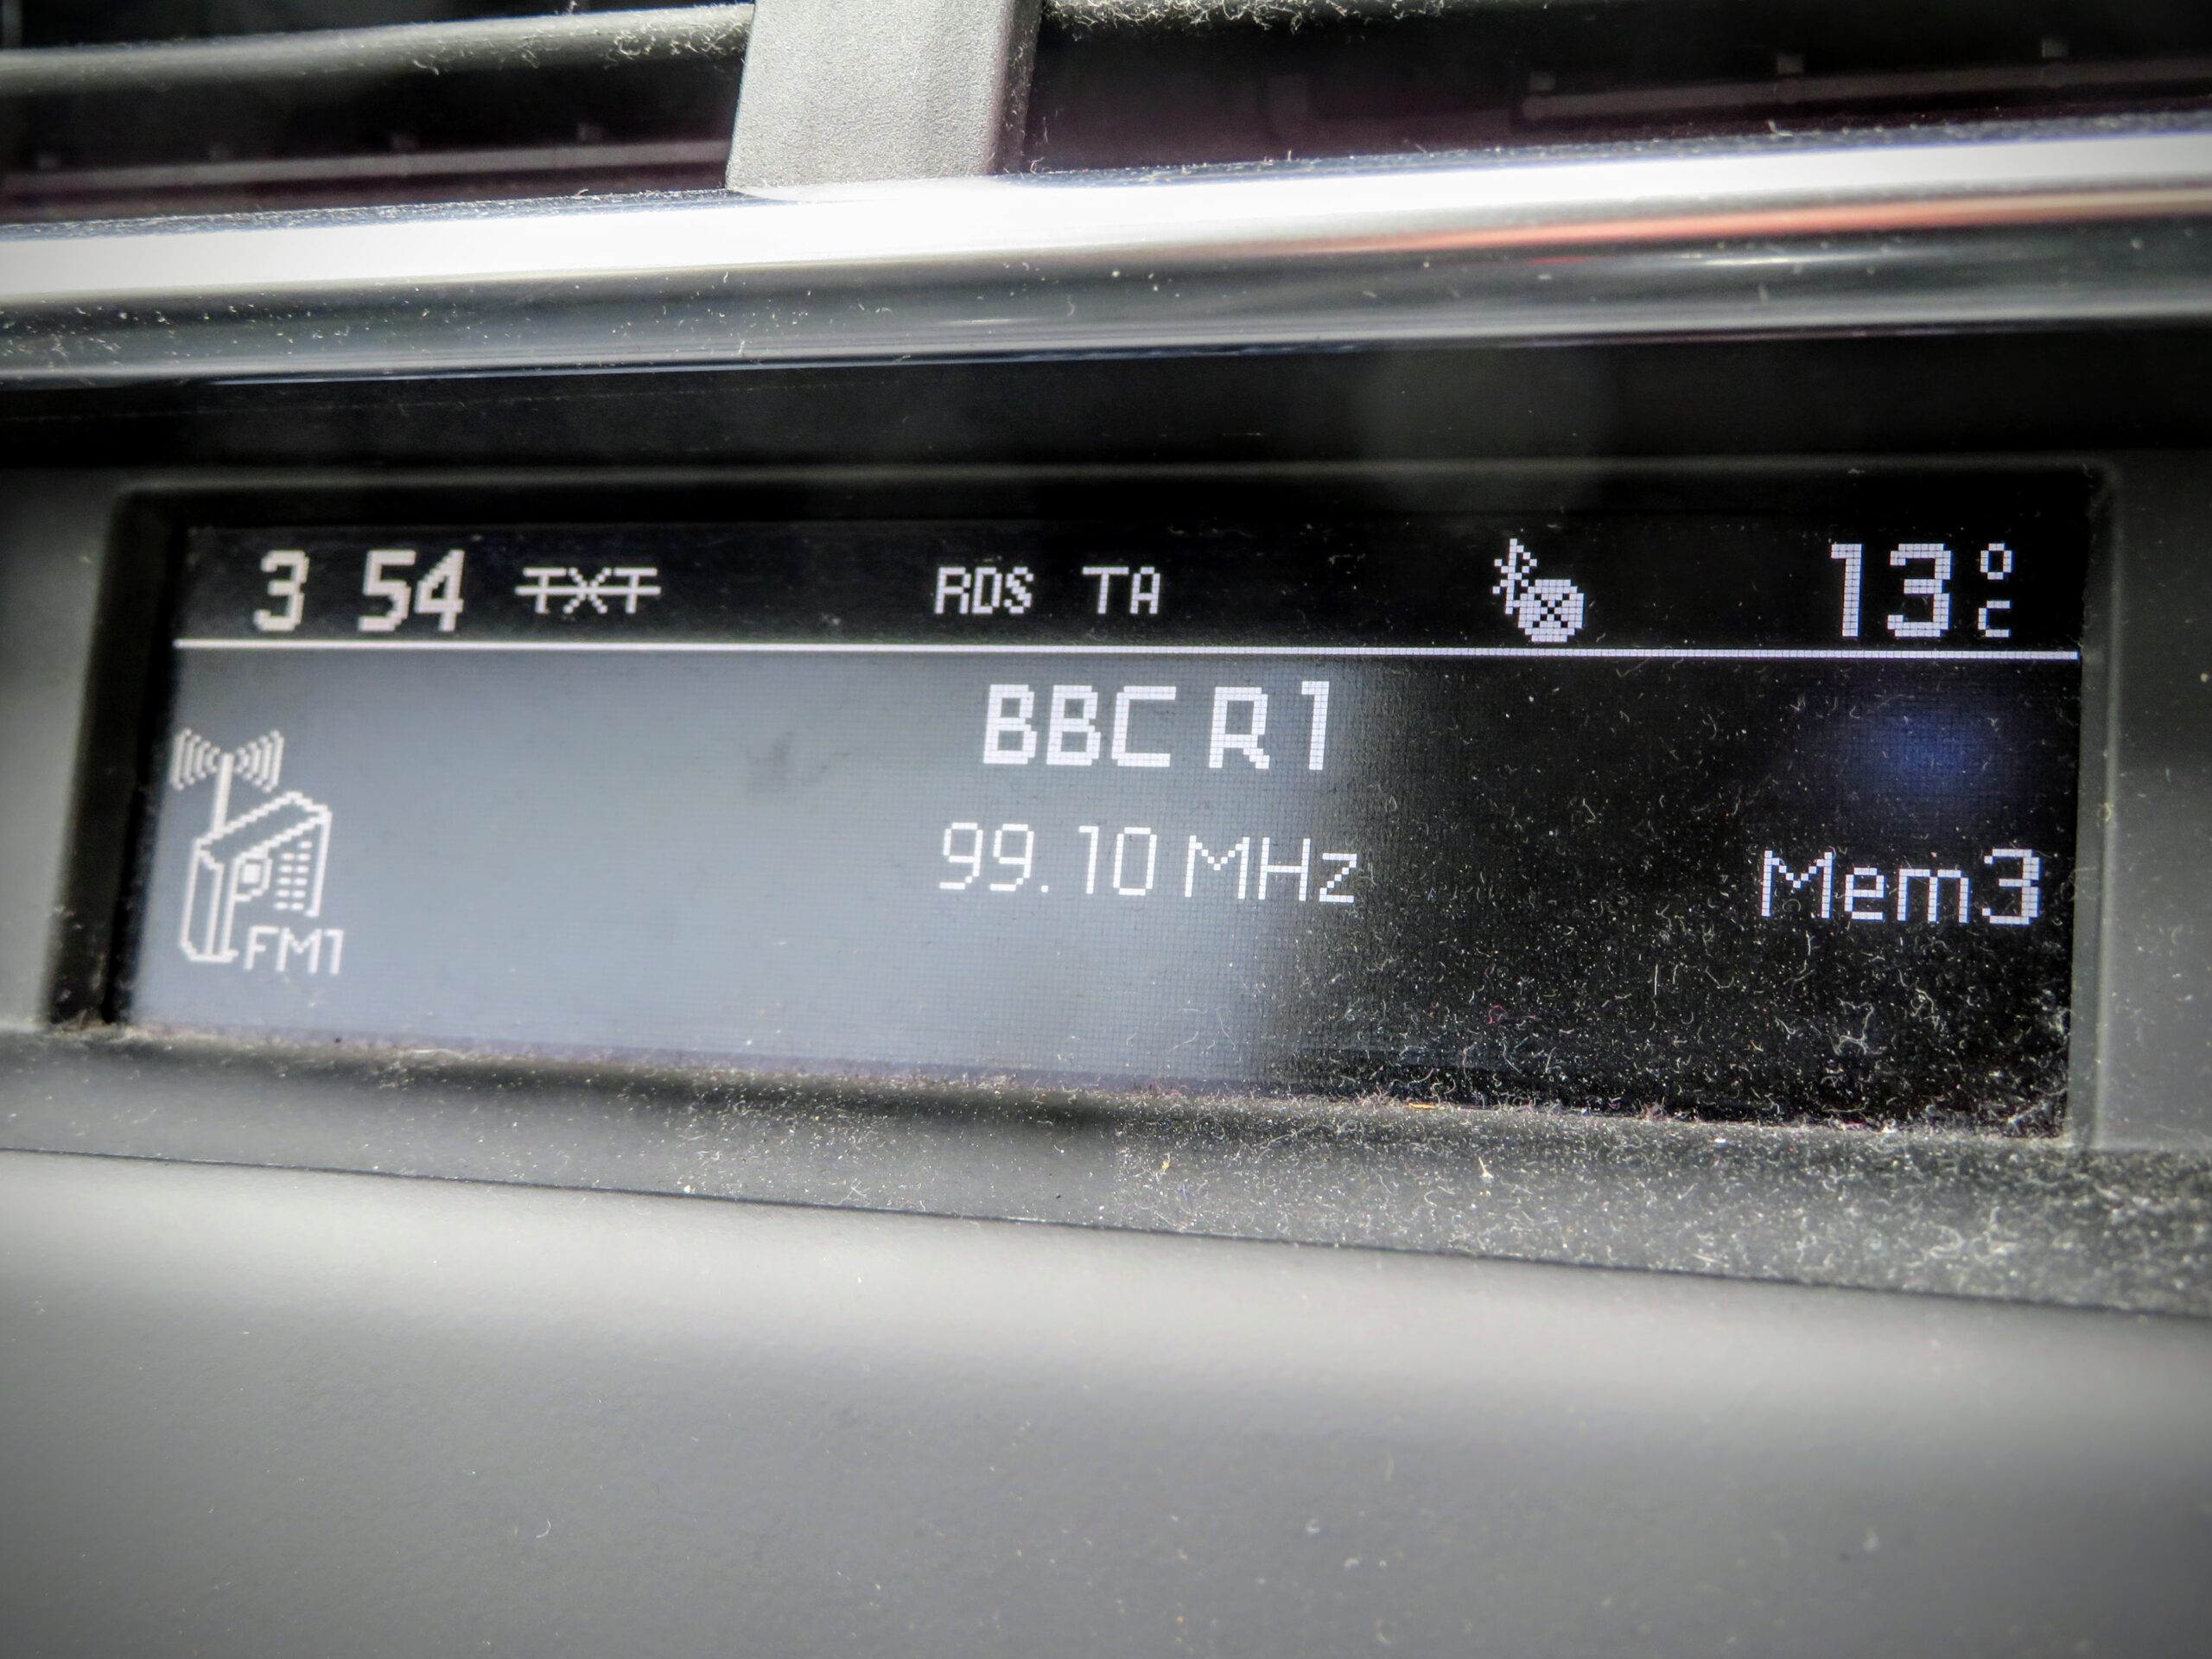 3 54 TXT RDS TA 13°C
BBC R1
99.10 MHz
Mem3
FM1